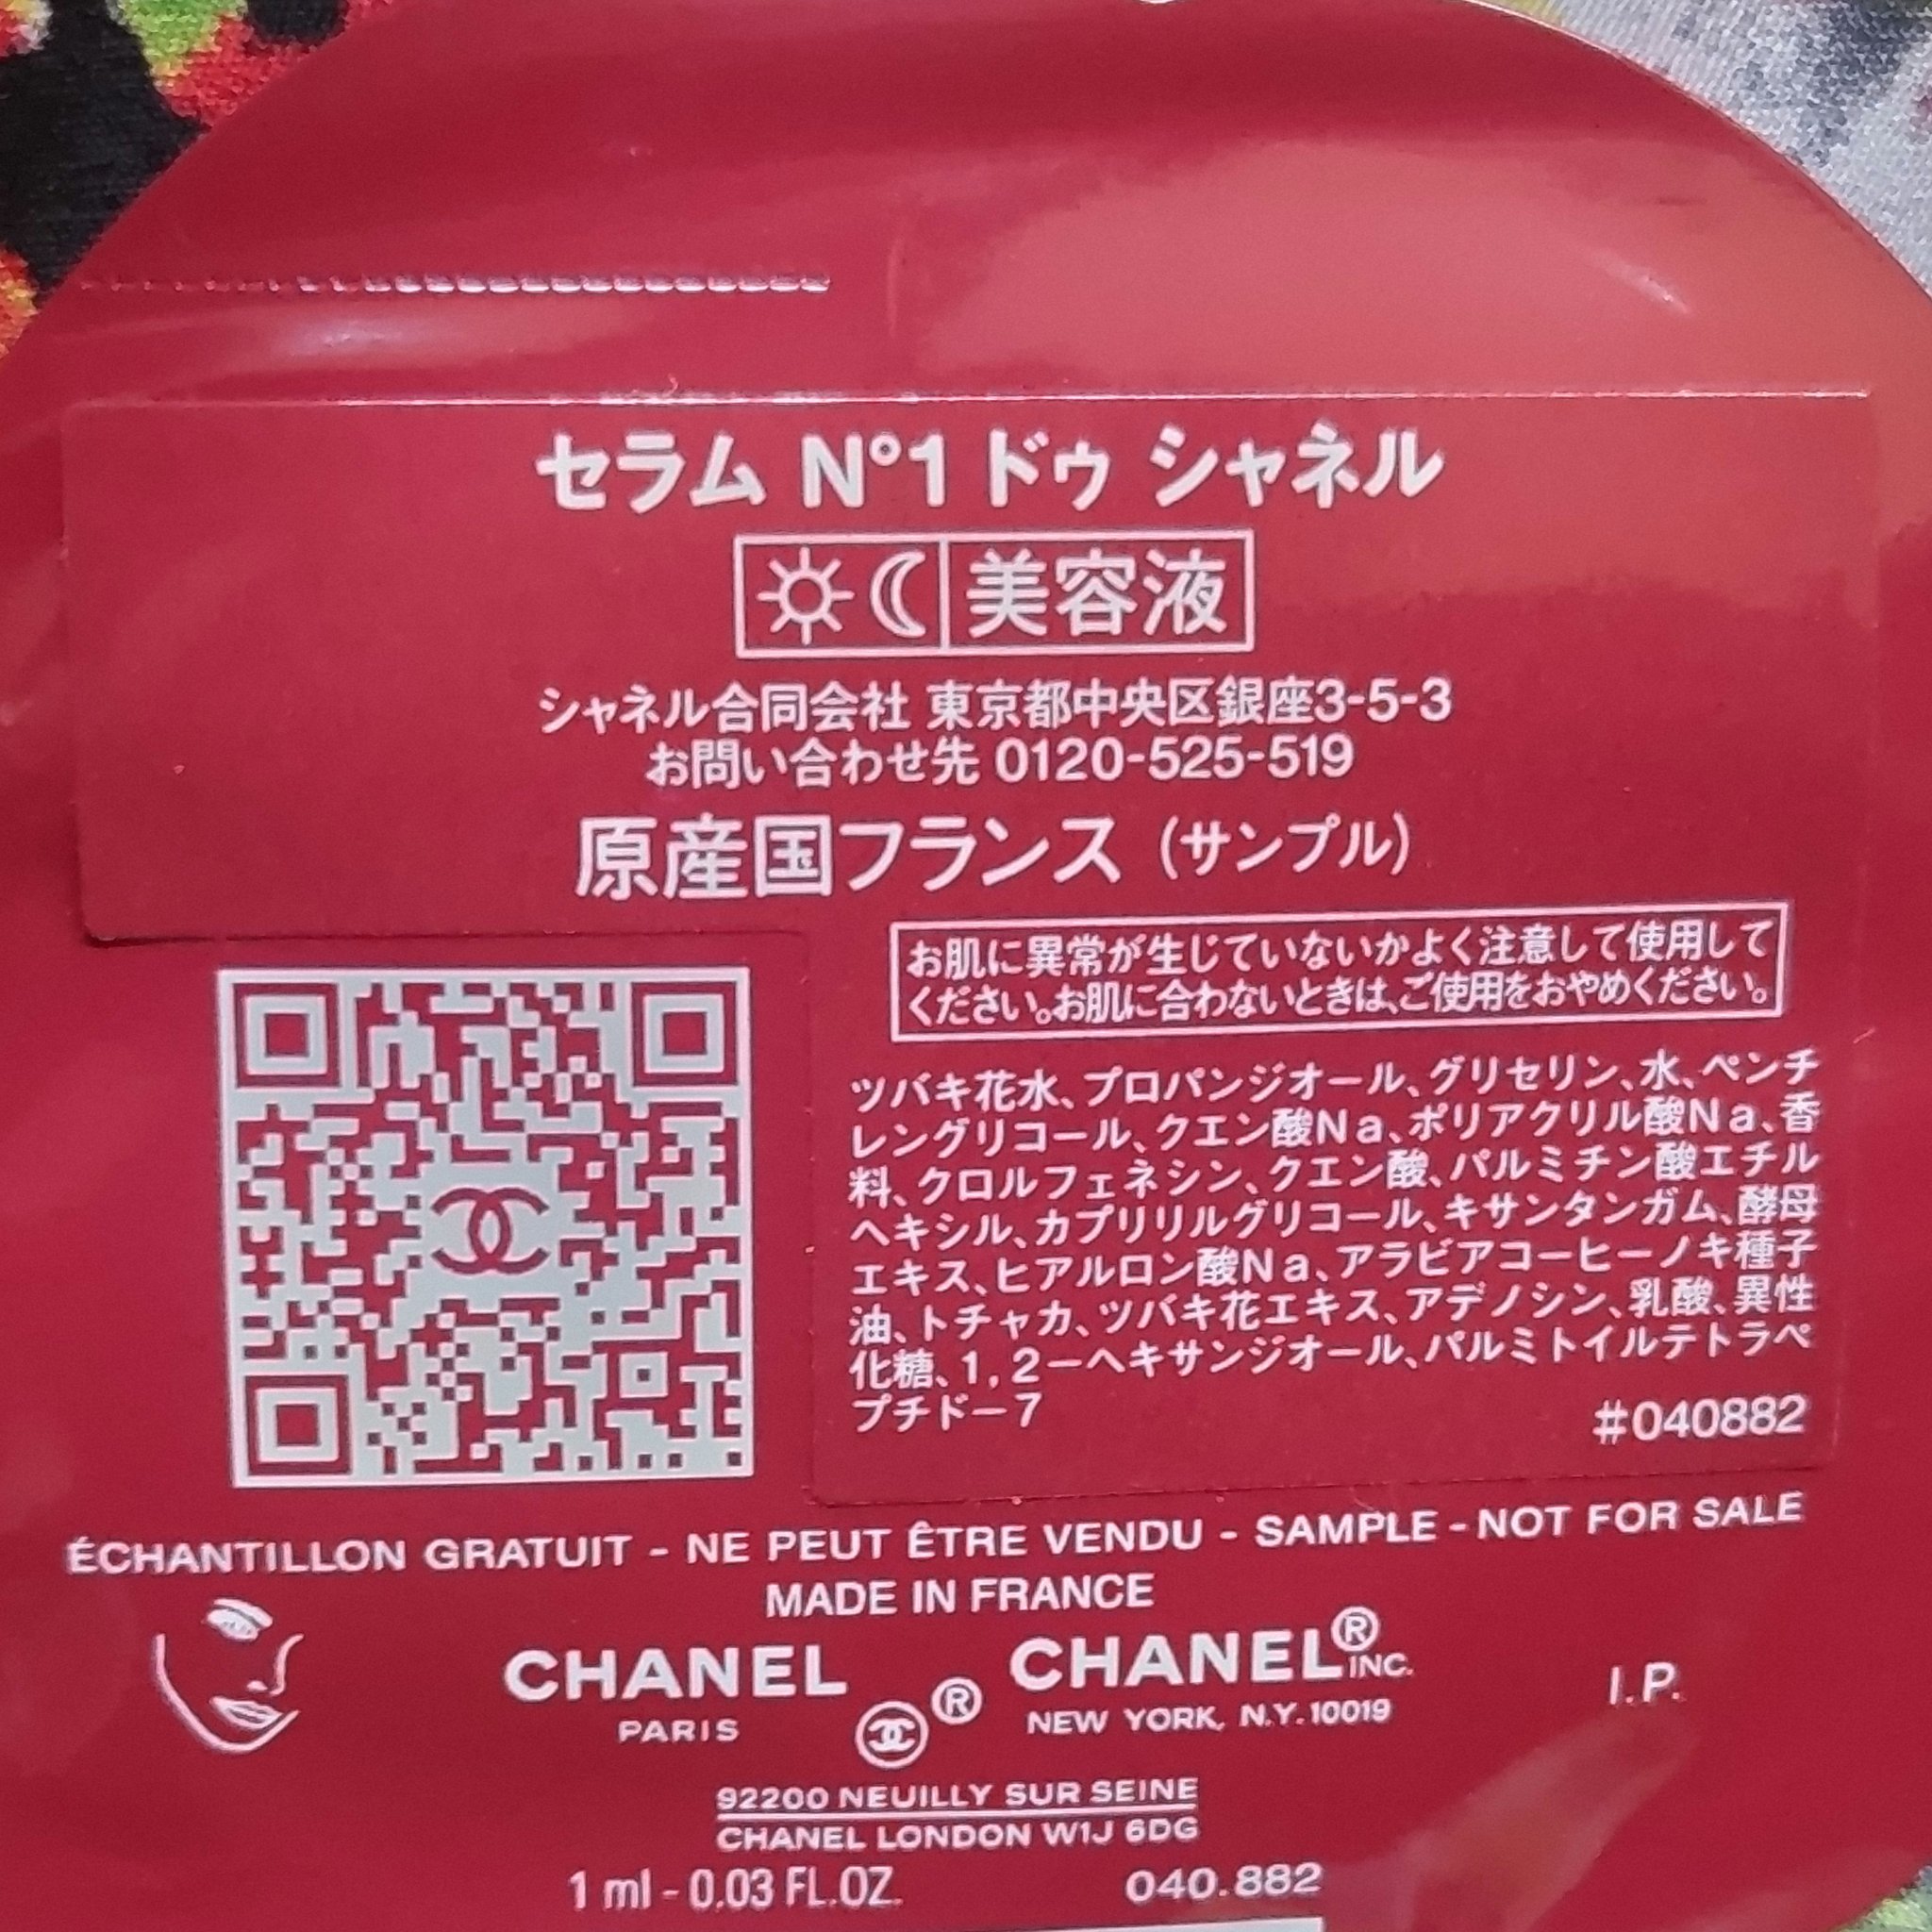 セラム N°1 ドゥ シャネル
美容液
シャネル合同会社 東京都中央区銀座3-5-3
お問い合わせ先 0120-525-519
原産国フランス (サンプル)
お肌に異常が生じていないかよく注意して使用して
ください。お肌に合わないときは、ご使用をおやめください。
ツバキ花水、プロパンジオール、グリセリン、水、ペンチ
レングリコール、クエン酸Na、ポリアクリル酸Na、香
料、クロルフェネシン、クエン酸、パルミチン酸エチル
ヘキシル、カプリリルグリコール、キサンタンガム、酵母
エキス、ヒアルロン酸Na、アラビアコーヒーノキ種子
油、トチャカ、ツバキ花エキス、アデノシン、乳酸、異性
化糖、1,2－ヘキサンジオール、パルミトイルテトラペ
プチド－7
#040882
ÉCHANTILLON GRATUIT - NE PEUT ÊTRE VENDU - SAMPLE - NOT FOR SALE
MADE IN FRANCE
CHANEL ® CHANEL® INC.
PARIS NEW YORK, N.Y. 10019
I.P.
92200 NEUILLY SUR SEINE
CHANEL LONDON W1J 6DG
1 ml - 0.03 FL.OZ. 040.882